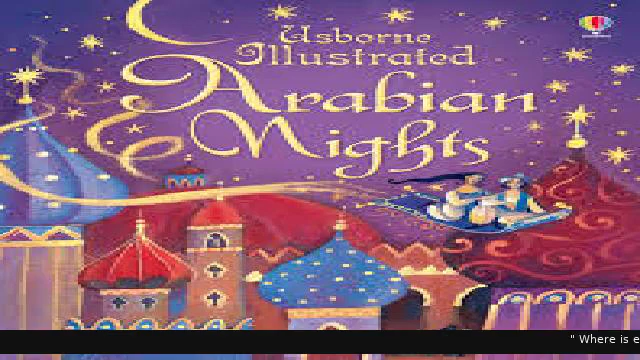 Usborne
Illustrated
Arabian
Nights
" Where is